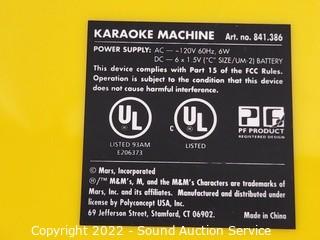 KARAOKE MACHINE Art. no. 841.386
POWER SUPPLY: AC — ~120V 60Hz, 6W
DC — 6 x 1.5V ("C" SIZE/UM-2) BATTERY
This device complies with Part 15 of the FCC Rules.
Operation is subject to the condition that this device
does not cause harmful interference.
UL
LISTED 93AM
E206373
C UL
LISTED
PF
PF PRODUCT
REGISTERED DESIGN
© Mars, Incorporated
®/™ M&M's, M, and the M&M's Characters are trademarks of
Mars, Inc. and its affiliates. Manufactured and distributed under
license by Polyconcept USA, Inc.
69 Jefferson Street, Stamford, CT 06902. Made in China
Copyright 2022 - Sound Auction Service